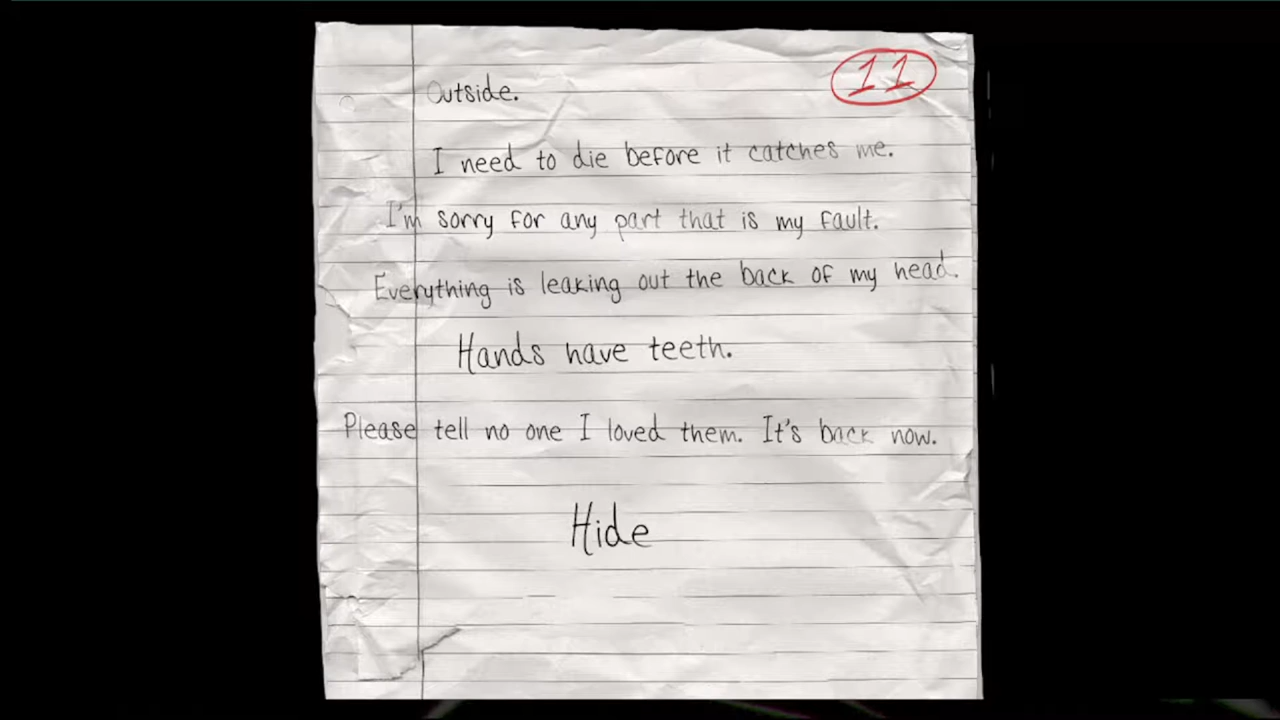 11
Outside.
I need to die before it catches me.
I'm sorry for any part that is my fault.
Everything is leaking out the back of my head.
Hands have teeth.
Please tell no one I loved them. It's back now.
Hide